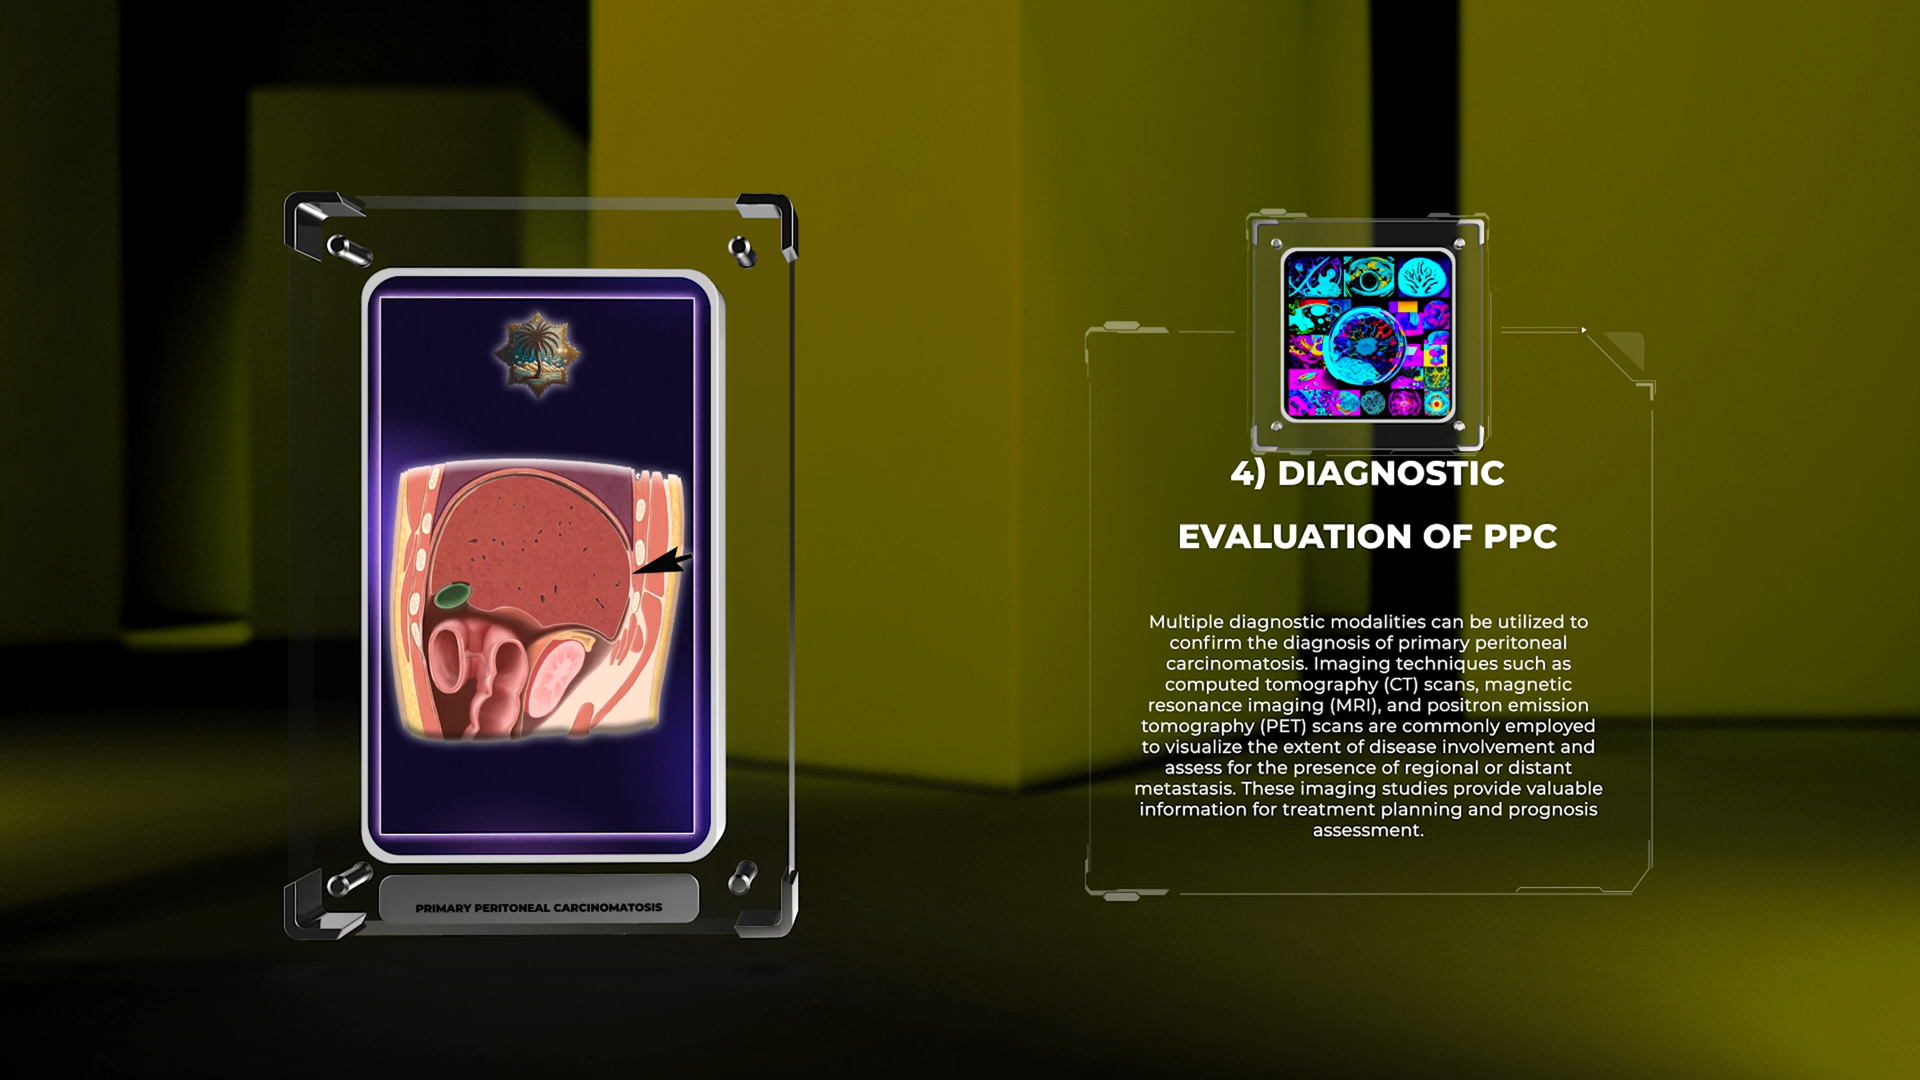 PRIMARY PERITONEAL CARCINOMATOSIS
4) DIAGNOSTIC
EVALUATION OF PPC
Multiple diagnostic modalities can be utilized to
confirm the diagnosis of primary peritoneal
carcinomatosis. Imaging techniques such as
computed tomography (CT) scans, magnetic
resonance imaging (MRI), and positron emission
tomography (PET) scans are commonly employed
to visualize the extent of disease involvement and
assess for the presence of regional or distant
metastasis. These imaging studies provide valuable
information for treatment planning and prognosis
assessment.